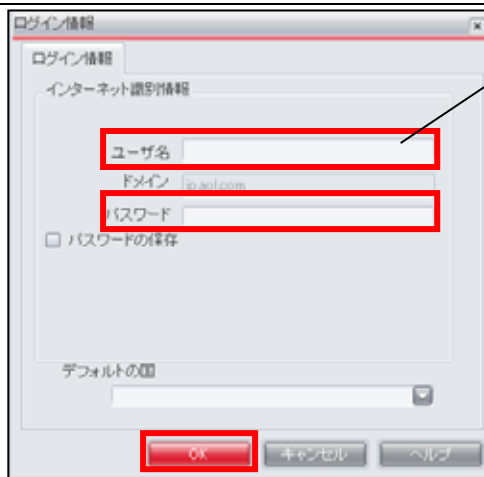 ログイン情報
ログイン情報
インターネット識別情報
ユーザ名
ドメイン jp.aol.com
パスワード
パスワードの保存
デフォルトの国
OK キャンセル ヘルプ